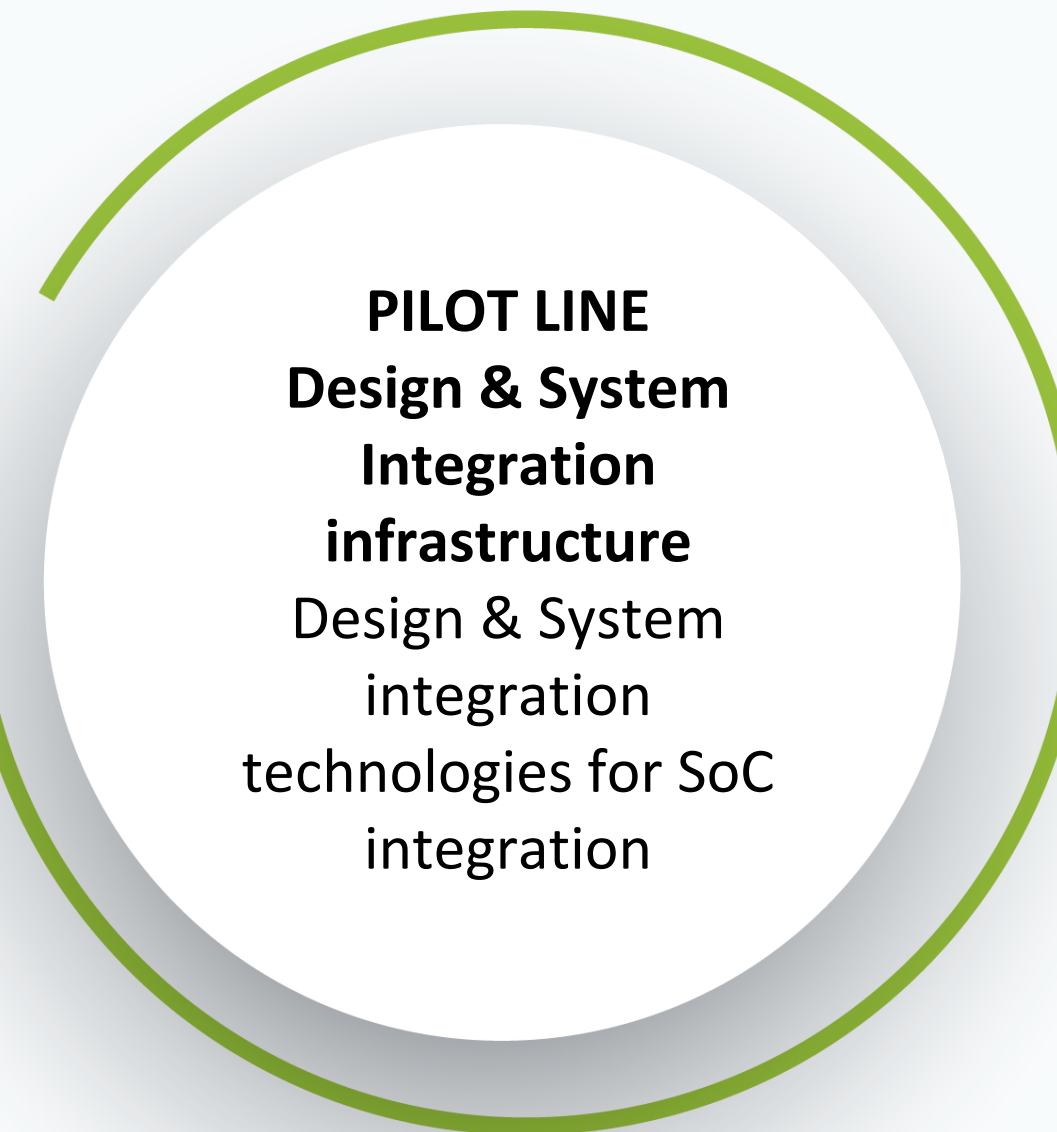 PILOT LINE
Design & System
Integration
infrastructure
Design & System
integration
technologies for SoC
integration